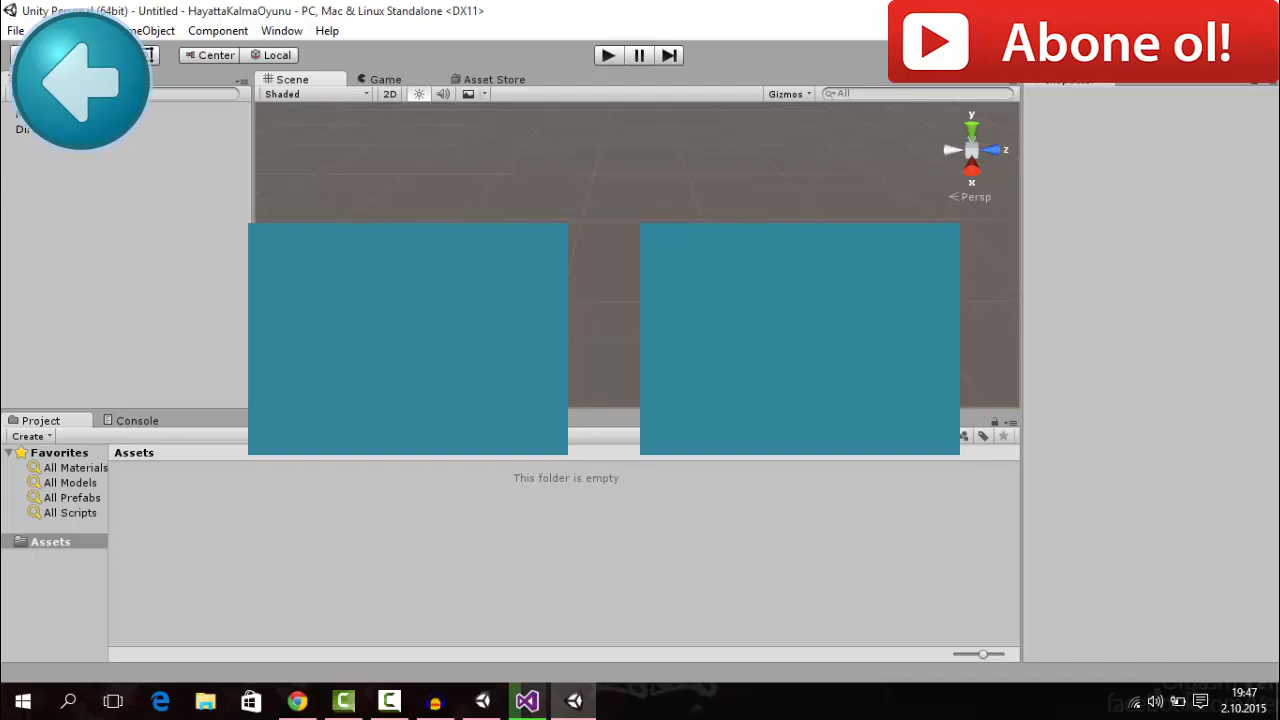 Unity Personal (64bit) - Untitled - HayattaKalmaOyunu - PC, Mac & Linux Standalone <DX11>
Abone ol!
File Component Window Help
Center Local
Scene Game Asset Store
Shaded 2D Gizmos All
y
z
x
Persp
Project Console
Create
Favorites Assets
All Materials
All Models
This folder is empty
All Prefabs
All Scripts
Assets
19:47
2.10.2015